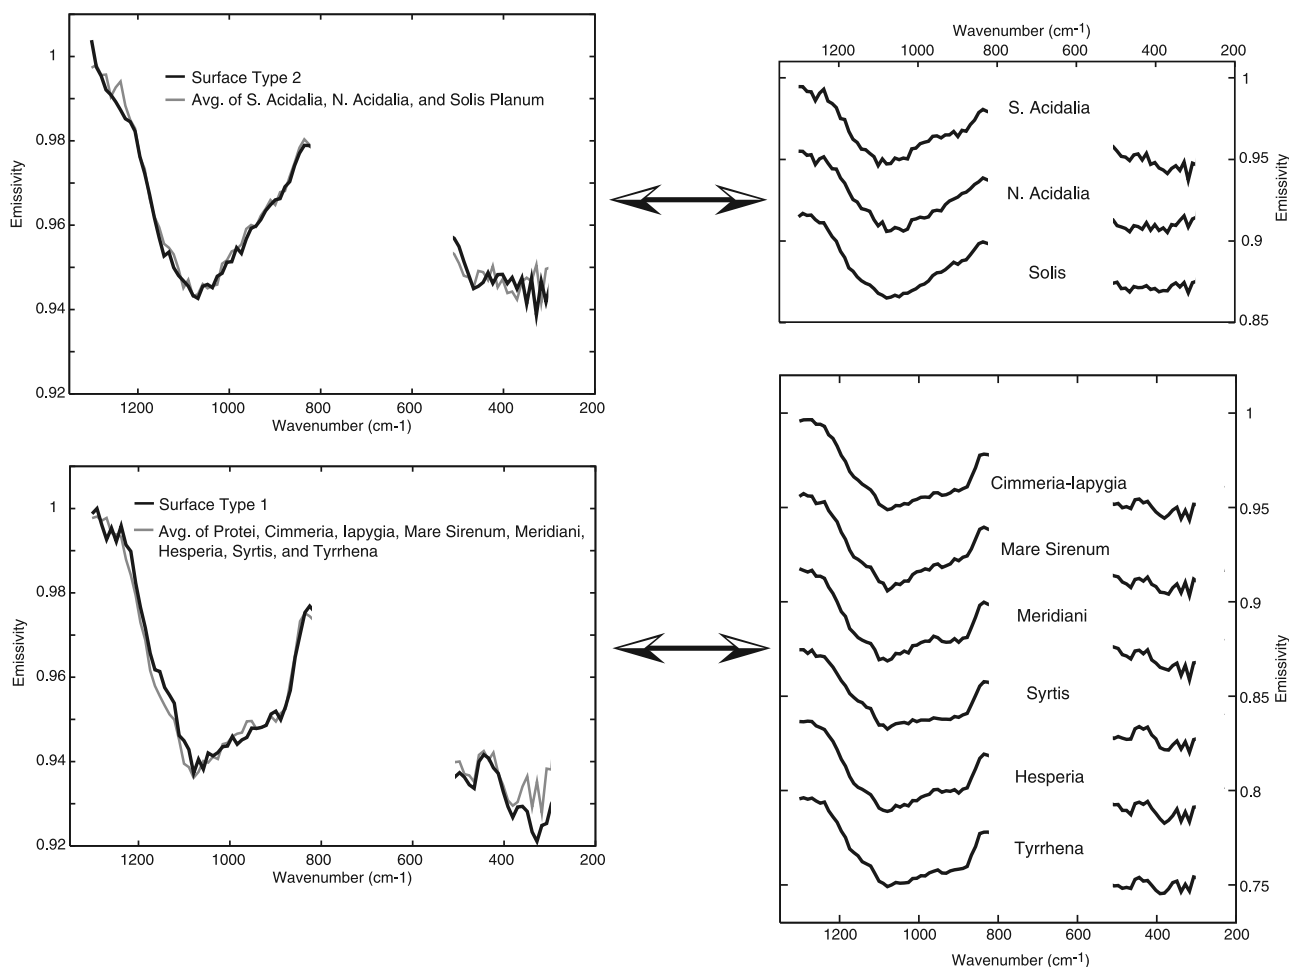 1
0.98
0.96
0.94
0.92
Emissivity
Surface Type 2
Avg. of S. Acidalia, N. Acidalia, and Solis Planum
1200 1000 800 600 400 200
Wavenumber (cm-1)
Wavenumber (cm-1)
1200 1000 800 600 400 200
S. Acidalia
N. Acidalia
Solis
1
0.95
0.9
0.85
Emissivity
1
0.98
0.96
0.94
0.92
Emissivity
Surface Type 1
Avg. of Protei, Cimmeria, Iapygia, Mare Sirenum, Meridiani,
Hesperia, Syrtis, and Tyrrhena
1200 1000 800 600 400 200
Wavenumber (cm-1)
Cimmeria-Iapygia
Mare Sirenum
Meridiani
Syrtis
Hesperia
Tyrrhena
1
0.95
0.9
0.85
0.8
0.75
Emissivity
1200 1000 800 600 400 200
Wavenumber (cm-1)